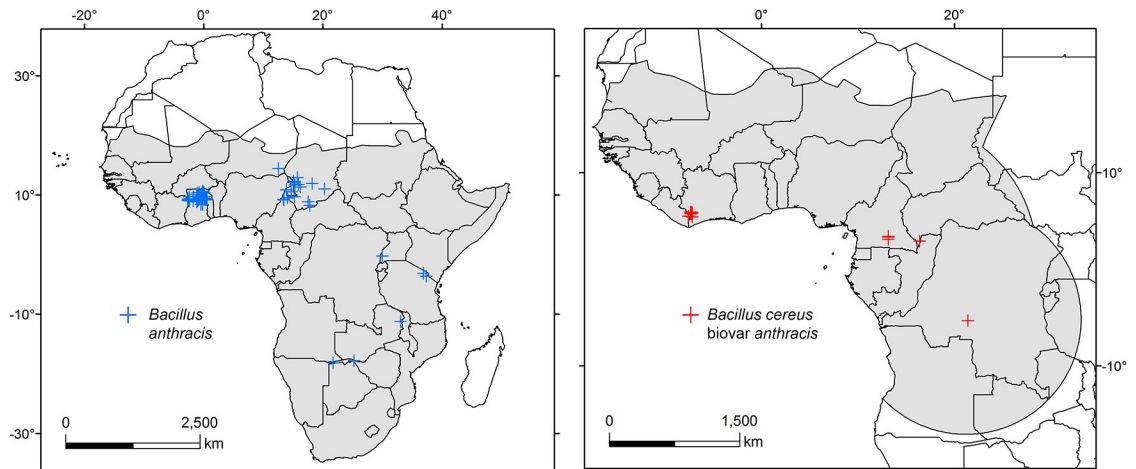 -20° 0° 20° 40°
30°
10°
-10°
-30°
Bacillus
anthracis
0 2,500
km
0° 20°
10°
-10°
Bacillus cereus
biovar anthracis
0 1,500
km